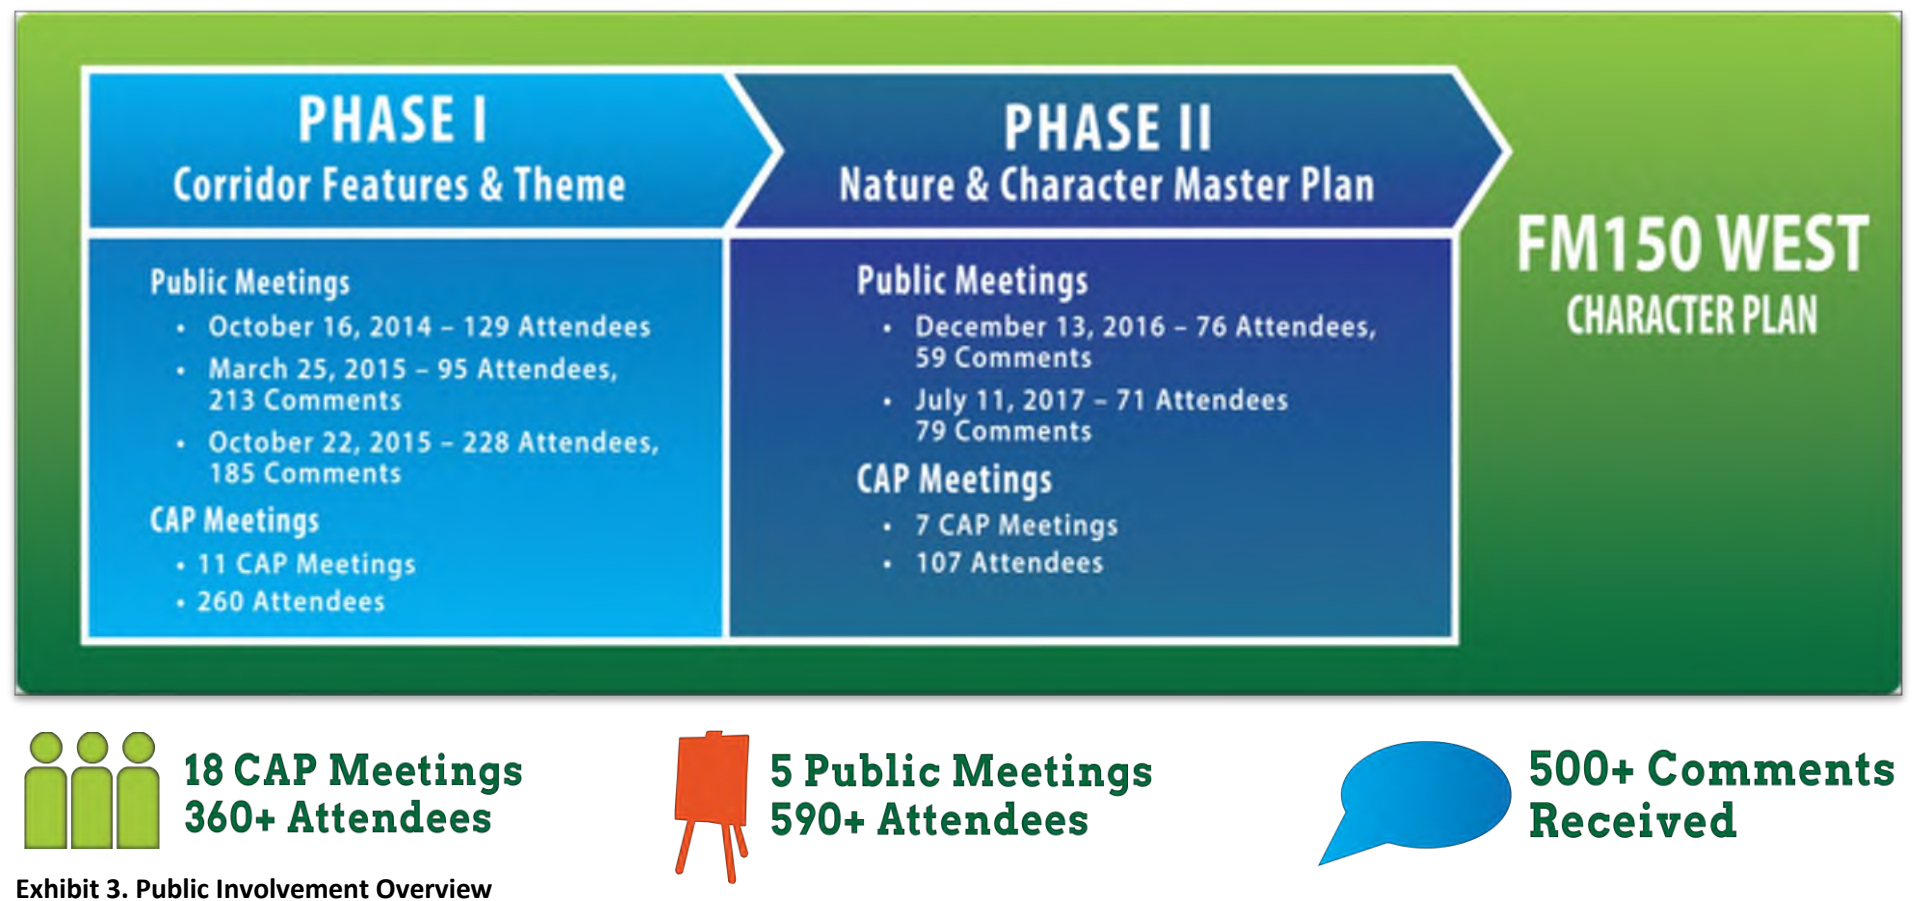 PHASE I
Corridor Features & Theme
Public Meetings
• October 16, 2014 – 129 Attendees
• March 25, 2015 – 95 Attendees,
213 Comments
• October 22, 2015 – 228 Attendees,
185 Comments
CAP Meetings
• 11 CAP Meetings
• 260 Attendees
PHASE II
Nature & Character Master Plan
Public Meetings
• December 13, 2016 – 76 Attendees,
59 Comments
• July 11, 2017 – 71 Attendees
79 Comments
CAP Meetings
• 7 CAP Meetings
• 107 Attendees
FM150 WEST
CHARACTER PLAN
18 CAP Meetings
360+ Attendees
5 Public Meetings
590+ Attendees
500+ Comments
Received
Exhibit 3. Public Involvement Overview